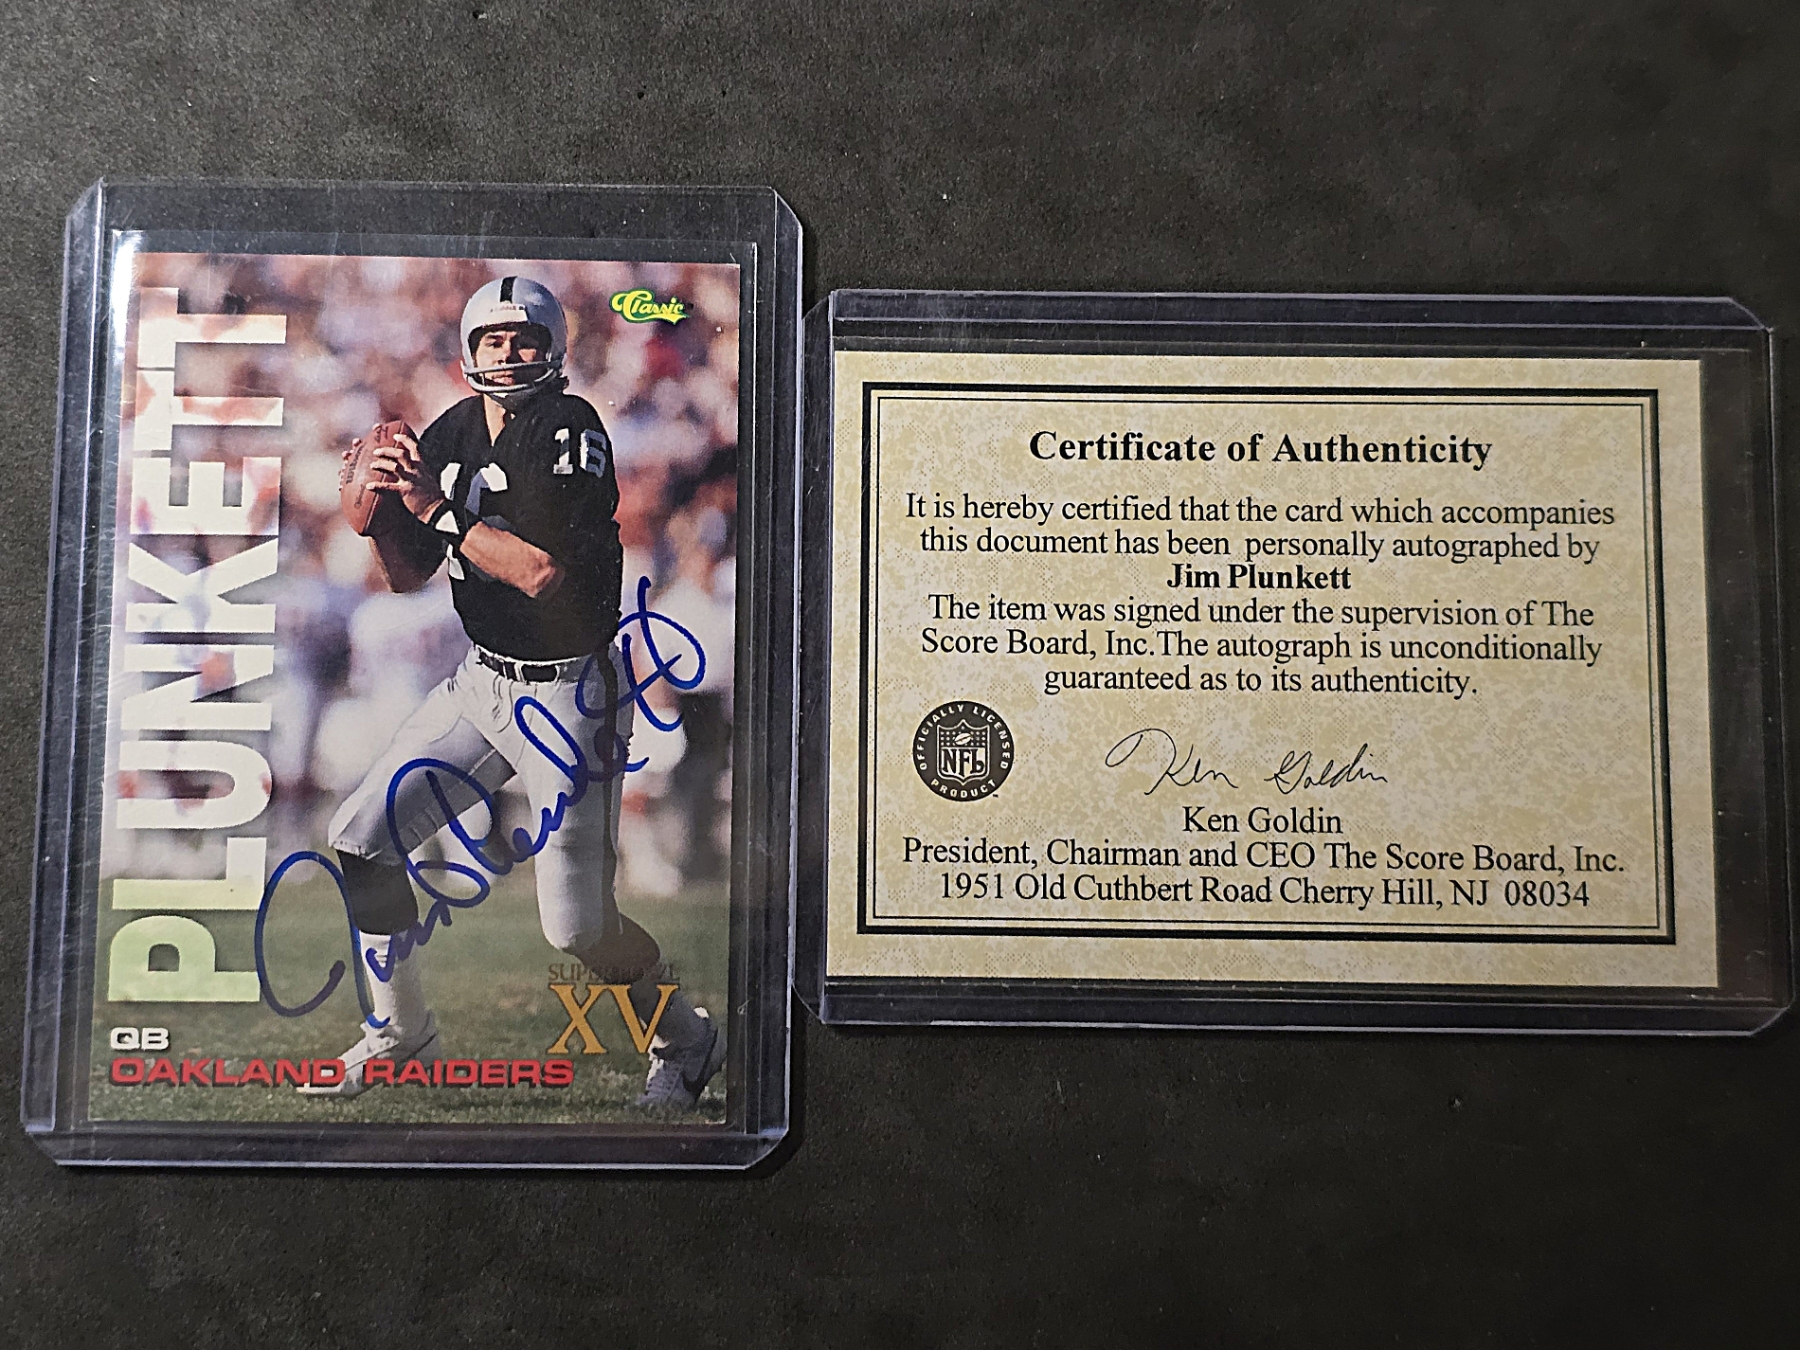 PLUNKETT
Classic
16
16
Jim Plunkett
SUPER BOWL
XV
QB
OAKLAND RAIDERS
Certificate of Authenticity
It is hereby certified that the card which accompanies
this document has been personally autographed by
Jim Plunkett
The item was signed under the supervision of The
Score Board, Inc.The autograph is unconditionally
guaranteed as to its authenticity.
OFFICIALLY LICENSED
NFL
PRODUCT
Ken Goldin
Ken Goldin
President, Chairman and CEO The Score Board, Inc.
1951 Old Cuthbert Road Cherry Hill, NJ 08034